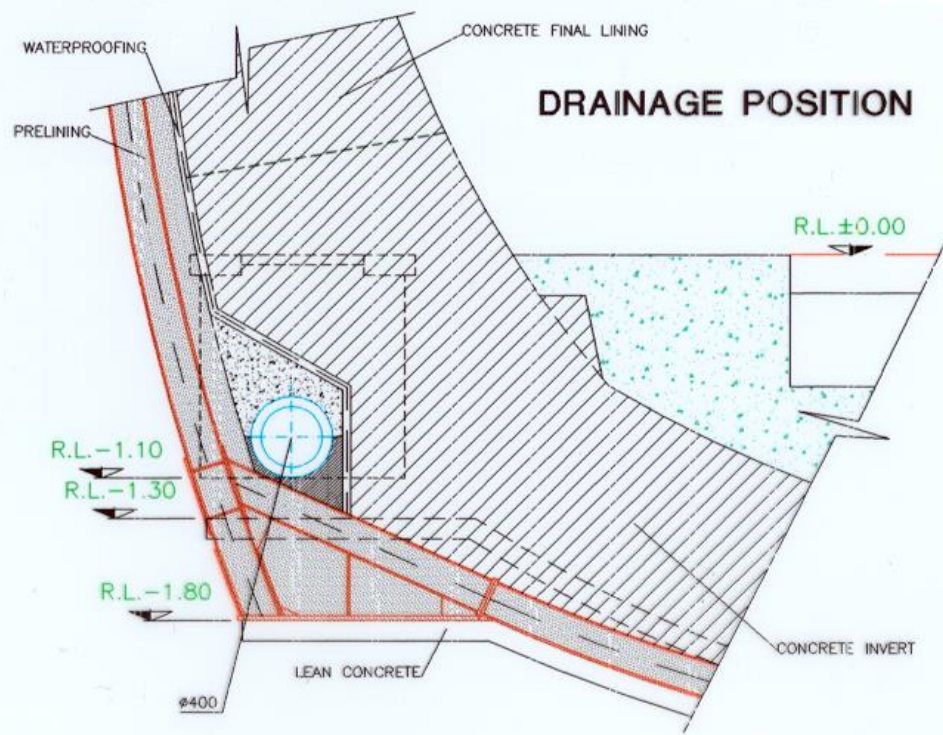 CONCRETE FINAL LINING
WATERPROOFING
DRAINAGE POSITION
PRELINING
R.L.±0.00
R.L.-1.10
R.L.-1.30
R.L.-1.80
CONCRETE INVERT
LEAN CONCRETE
ø400